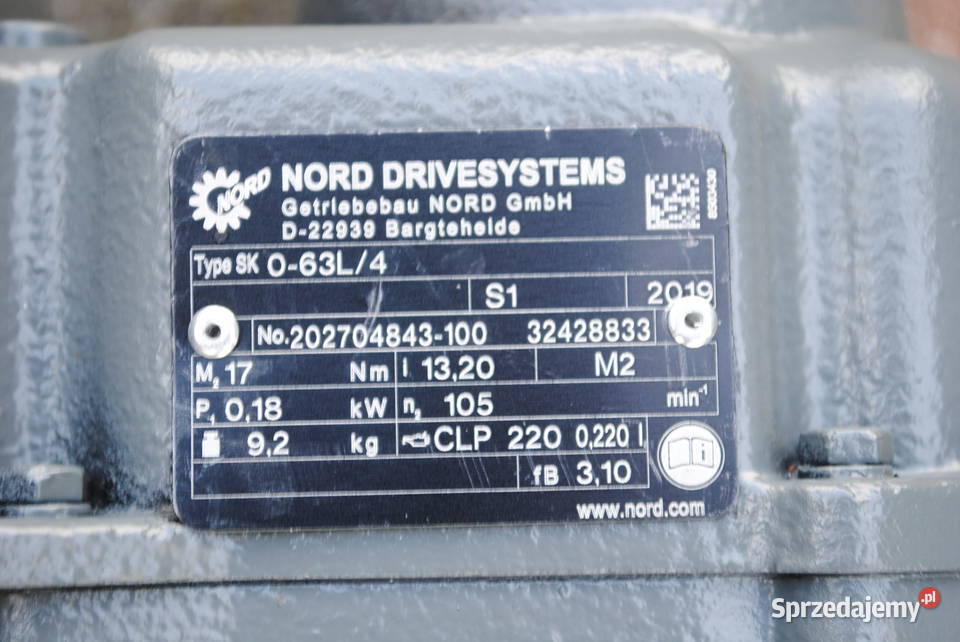 NORD
NORD DRIVESYSTEMS
Getriebebau NORD GmbH
D-22939 Bargteheide
8503430
Type SK 0-63L/4
S1 2019
No. 202704843-100 32428833
M₂ 17 Nm i 13,20 M2
P₁ 0,18 kW n₂ 105 min⁻¹
9,2 kg CLP 220 0,220 l
fB 3,10
i
www.nord.com
Sprzedajemy.pl